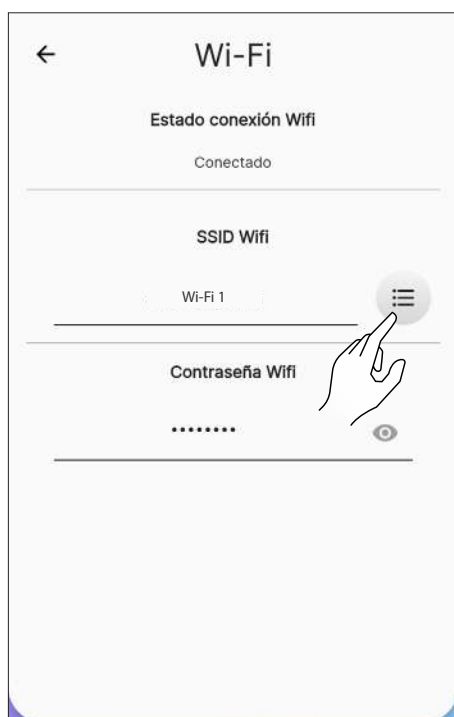 Wi-Fi
Estado conexión Wifi
Conectado
SSID Wifi
Wi-Fi 1
Contraseña Wifi
••••••••